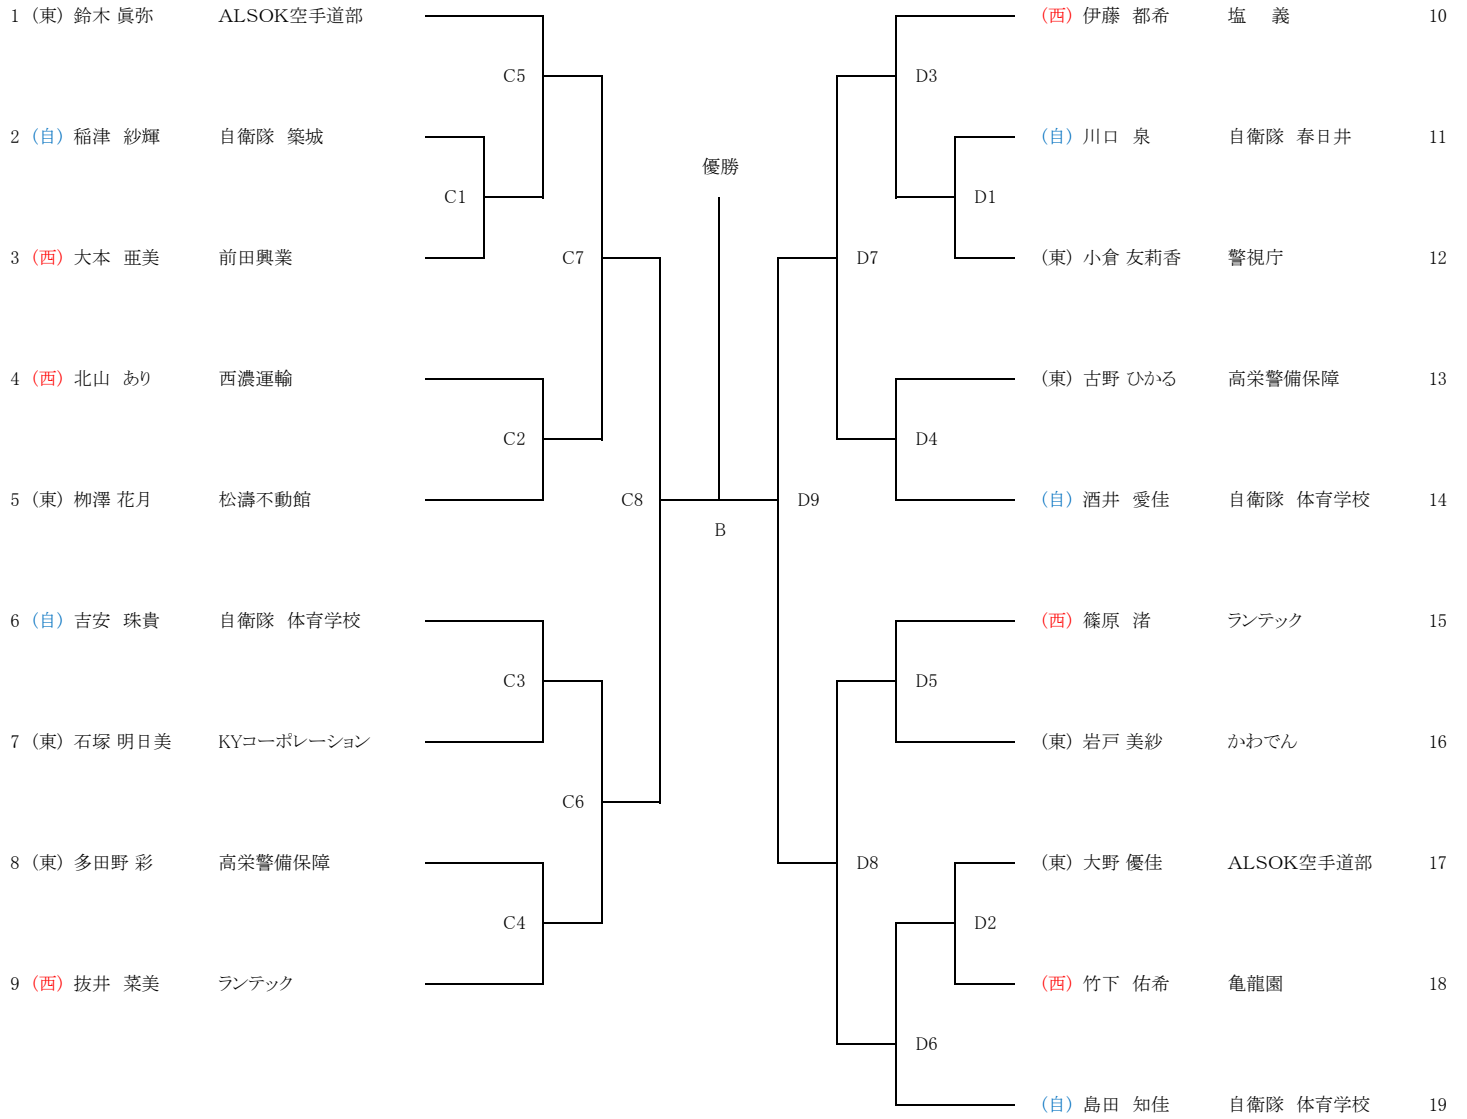 1 (東) 鈴木 眞弥 ALSOK空手道部
C5
2 (自) 稲津 紗輝 自衛隊 築城
C1
3 (西) 大本 亜美 前田興業
C7
4 (西) 北山 あり 西濃運輸
C2
5 (東) 栁澤 花月 松濤不動館
C8
6 (自) 吉安 珠貴 自衛隊 体育学校
C3
7 (東) 石塚 明日美 KYコーポレーション
C6
8 (東) 多田野 彩 高栄警備保障
C4
9 (西) 抜井 菜美 ランテック
優勝
B
(西) 伊藤 都希 塩 義 10
D3
(自) 川口 泉 自衛隊 春日井 11
D1
(東) 小倉 友莉香 警視庁 12
D7
(東) 古野 ひかる 高栄警備保障 13
D4
(自) 酒井 愛佳 自衛隊 体育学校 14
D9
(西) 篠原 渚 ランテック 15
D5
(東) 岩戸 美紗 かわでん 16
D8
(東) 大野 優佳 ALSOK空手道部 17
D2
(西) 竹下 佑希 亀龍園 18
D6
(自) 島田 知佳 自衛隊 体育学校 19